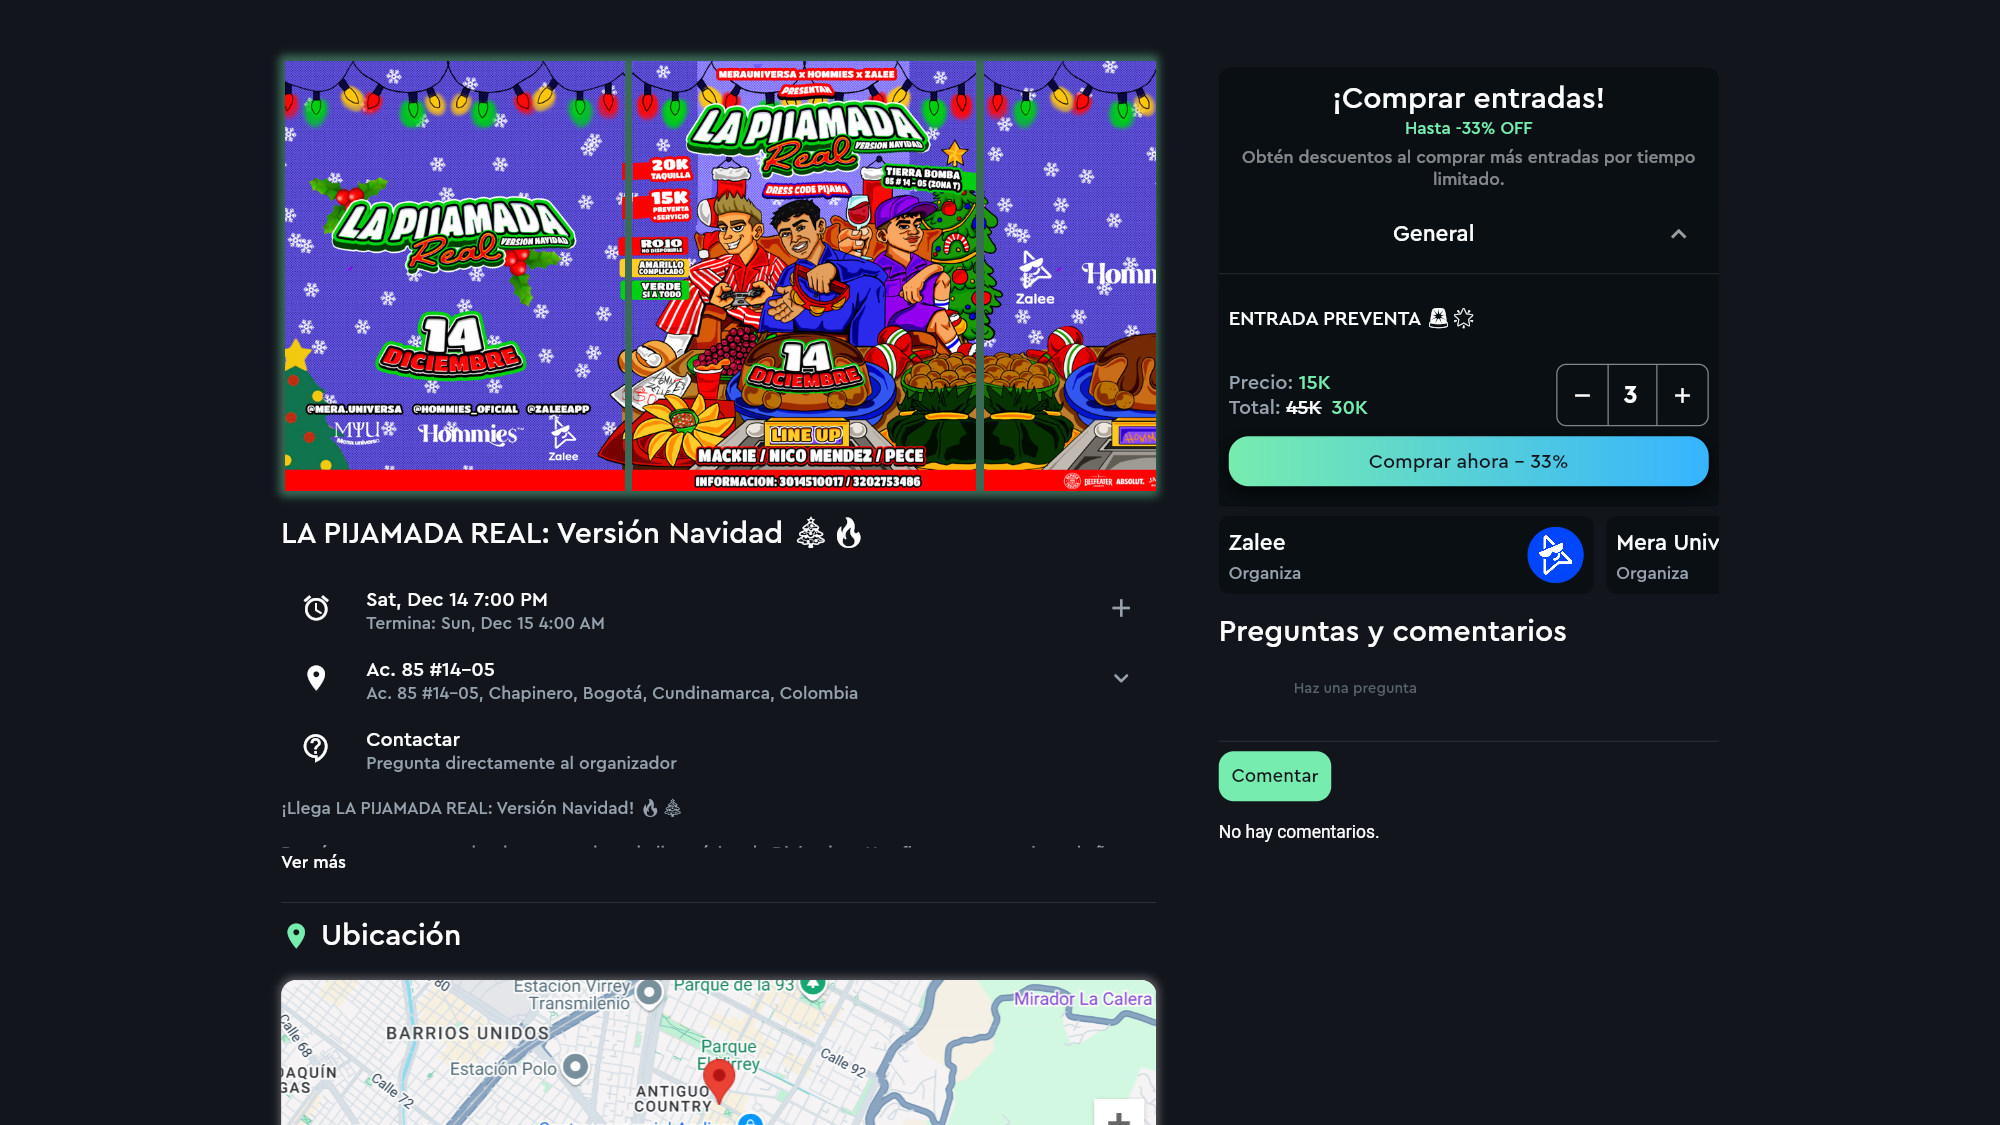 LA PIJAMADA
Real VERSION NAVIDAD
14
DICIEMBRE
@MERA.UNIVERSA @HOMMIES_OFICIAL @ZALEEAPP
Hommies™
Zalee
MERAUNIVERSA x HOMMIES x ZALEE
PRESENTAN
LA PIJAMADA
Real VERSION NAVIDAD
20K
TAQUILLA
15K
PREVENTA
+SERVICIO
DRESS CODE PIJAMA
TIERRA BOMBA
85 # 14 - 05 (ZONA T)
ROJO
NO DISPONIBLE
AMARILLO
COMPLICADO
VERDE
SI A TODO
14
DICIEMBRE
LINE UP
MACKIE / NICO MENDEZ / PECE
INFORMACION: 3014510017 / 3202753486
Zalee
Homm
BEEFEATER ABSOLUT.
LA PIJAMADA REAL: Versión Navidad 🎄🔥
Sat, Dec 14 7:00 PM
Termina: Sun, Dec 15 4:00 AM
Ac. 85 #14-05
Ac. 85 #14-05, Chapinero, Bogotá, Cundinamarca, Colombia
Contactar
Pregunta directamente al organizador
¡Llega LA PIJAMADA REAL: Versión Navidad! 🔥🎄
Ver más
Ubicación
Calle 68
80
Estación Virrey
Transmilenio
Parque de la 93
Mirador La Calera
BARRIOS UNIDOS
Parque
El Virrey
Calle 92
Estación Polo
OAQUÍN
GAS
Calle 72
ANTIGUO
COUNTRY
¡Comprar entradas!
Hasta -33% OFF
Obtén descuentos al comprar más entradas por tiempo
limitado.
General
ENTRADA PREVENTA 🚨🌟
Precio: 15K
Total: 45K 30K
− 3 +
Comprar ahora - 33%
Zalee
Organiza
Mera Univ
Organiza
Preguntas y comentarios
Haz una pregunta
Comentar
No hay comentarios.